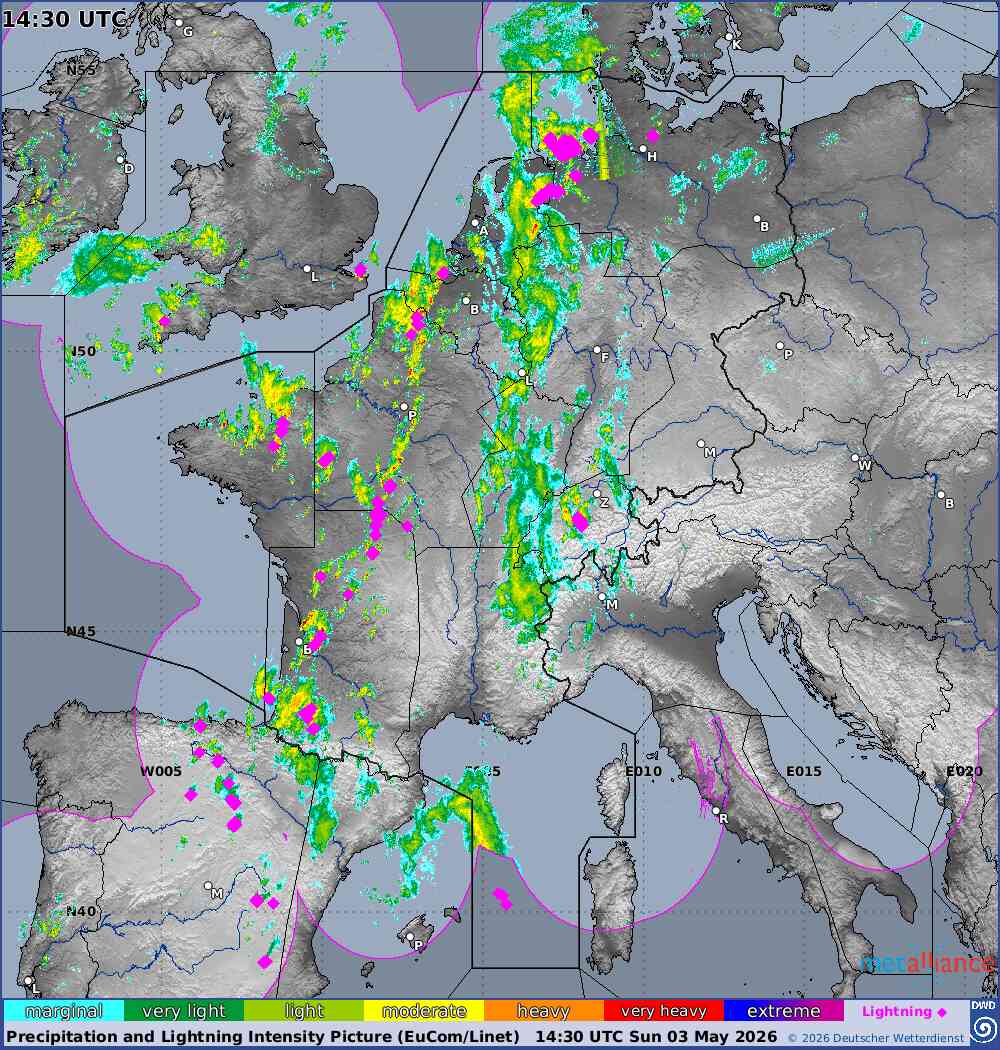 14:30 UTC
G
K
N55
D
H
A
B
B
L
B
N50
F
P
L
P
M
W
Z
B
M
N45
B
W005
E005
E010
E015
E020
R
M
N40
P
L
metalliance
marginal very light light moderate heavy very heavy extreme Lightning
DWD
Precipitation and Lightning Intensity Picture (EuCom/Linet) 14:30 UTC Sun 03 May 2026 © 2026 Deutscher Wetterdienst